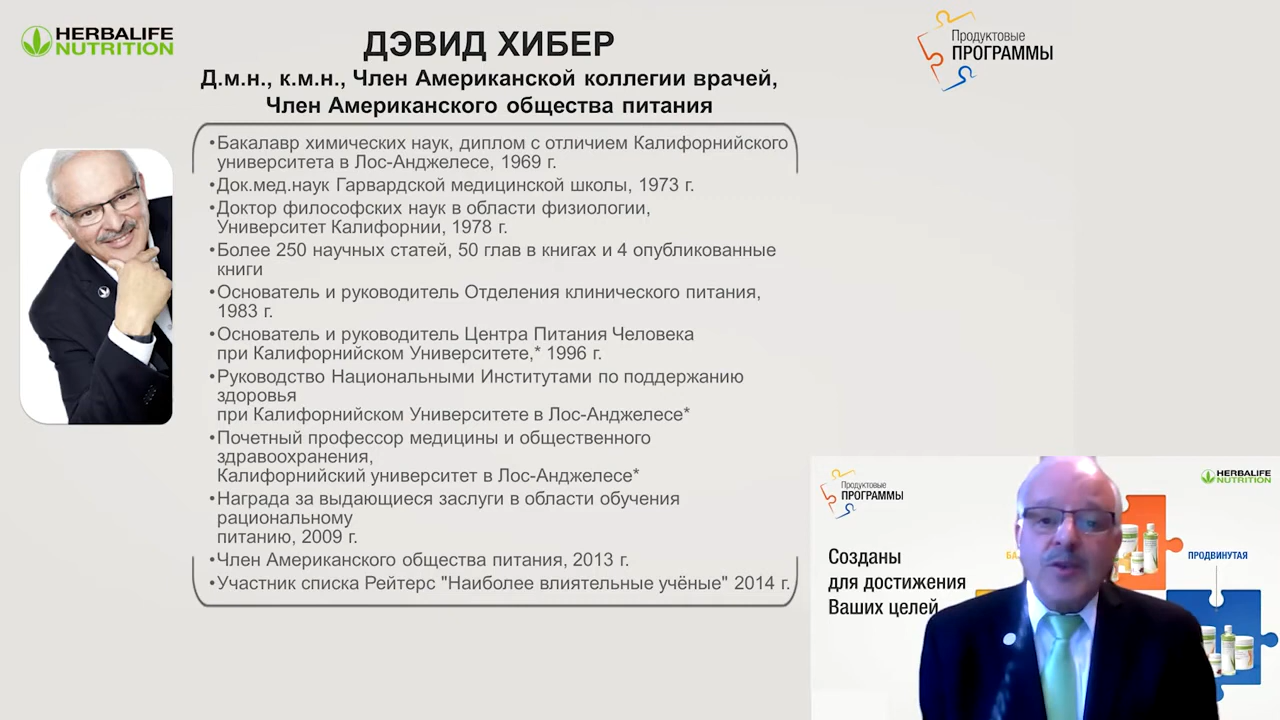 HERBALIFE
NUTRITION
ДЭВИД ХИБЕР
Д.м.н., к.м.н., Член Американской коллегии врачей,
Член Американского общества питания
Продуктовые
ПРОГРАММЫ
•Бакалавр химических наук, диплом с отличием Калифорнийского
университета в Лос-Анджелесе, 1969 г.
•Док.мед.наук Гарвардской медицинской школы, 1973 г.
•Доктор философских наук в области физиологии,
Университет Калифорнии, 1978 г.
•Более 250 научных статей, 50 глав в книгах и 4 опубликованные
книги
•Основатель и руководитель Отделения клинического питания,
1983 г.
•Основатель и руководитель Центра Питания Человека
при Калифорнийском Университете,* 1996 г.
•Руководство Национальными Институтами по поддержанию
здоровья
при Калифорнийском Университете в Лос-Анджелесе*
•Почетный профессор медицины и общественного
здравоохранения,
Калифорнийский университет в Лос-Анджелесе*
•Награда за выдающиеся заслуги в области обучения
рациональному
питанию, 2009 г.
•Член Американского общества питания, 2013 г.
•Участник списка Рейтерс "Наиболее влиятельные учёные" 2014 г.
Продуктовые
ПРОГРАММЫ
HERBALIFE
NUTRITION
Созданы
для достижения
Ваших целей
ПРОДВИНУТАЯ